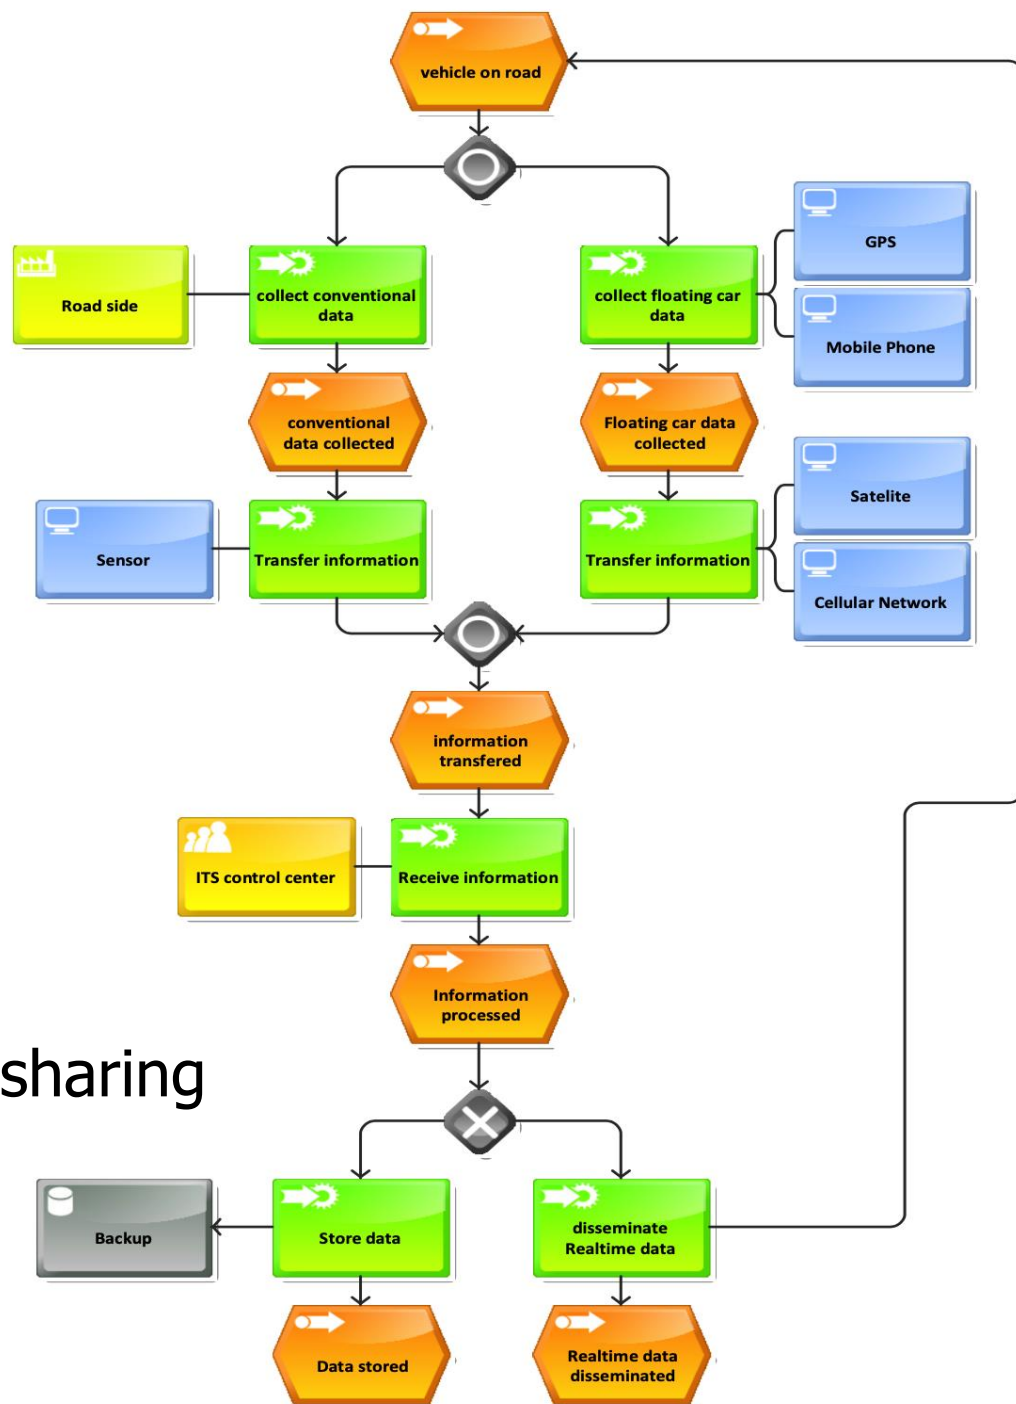 vehicle on road
GPS
Road side
collect conventional
data
collect floating car
data
Mobile Phone
conventional
data collected
Floating car data
collected
Satelite
Sensor
Transfer information
Transfer information
Cellular Network
information
transfered
ITS control center
Receive information
Information
processed
sharing
Backup
Store data
disseminate
Realtime data
Data stored
Realtime data
disseminated